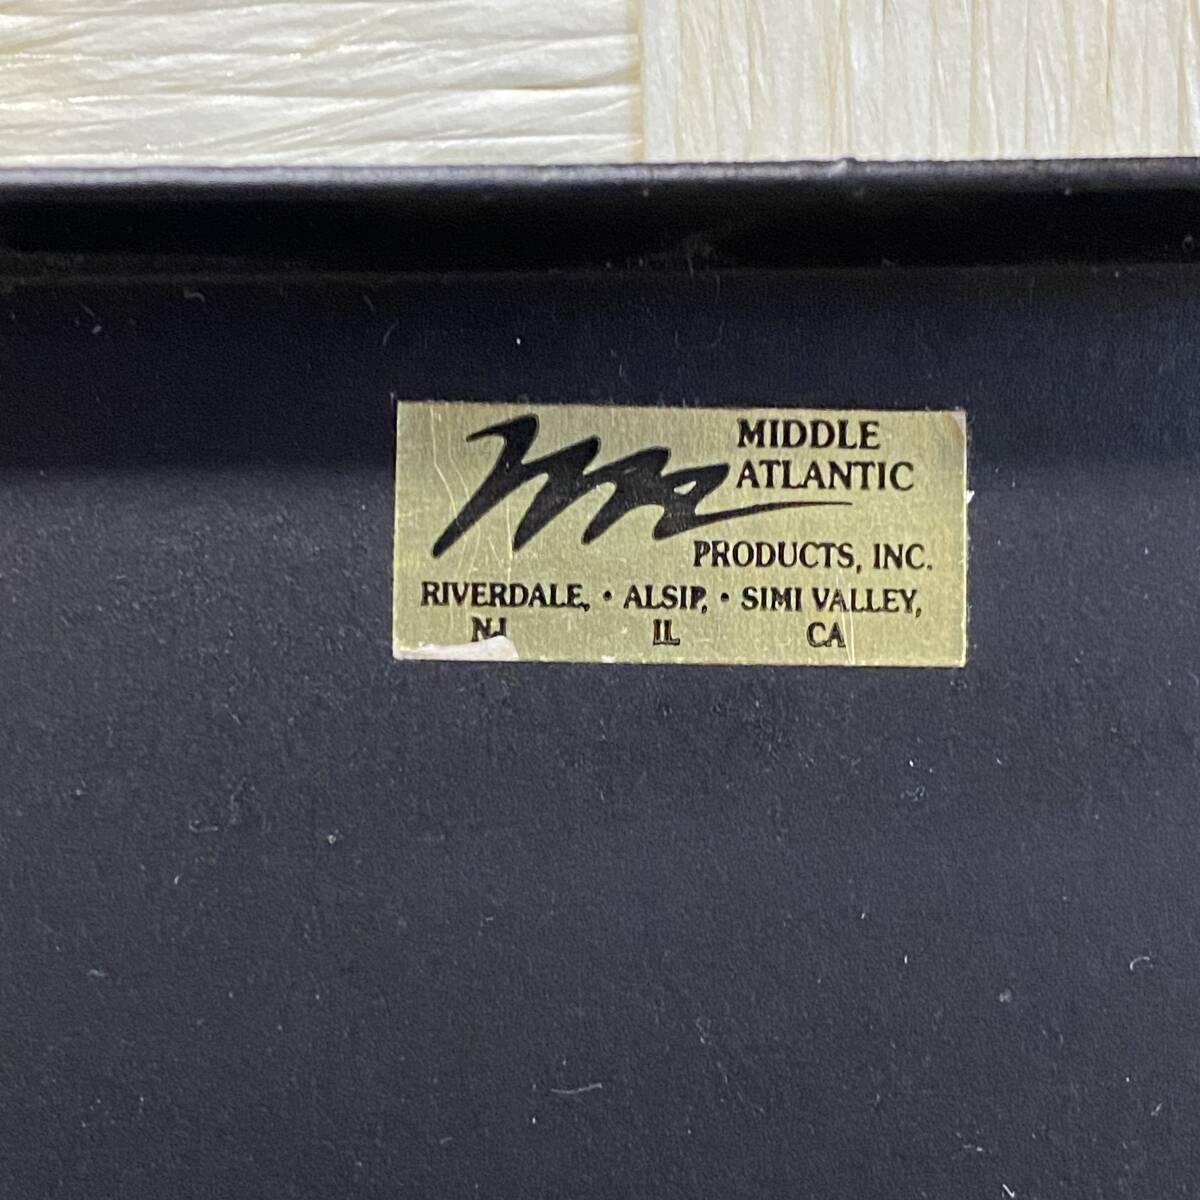 MIDDLE
ATLANTIC
PRODUCTS, INC.
RIVERDALE, • ALSIP, • SIMI VALLEY,
NJ IL CA